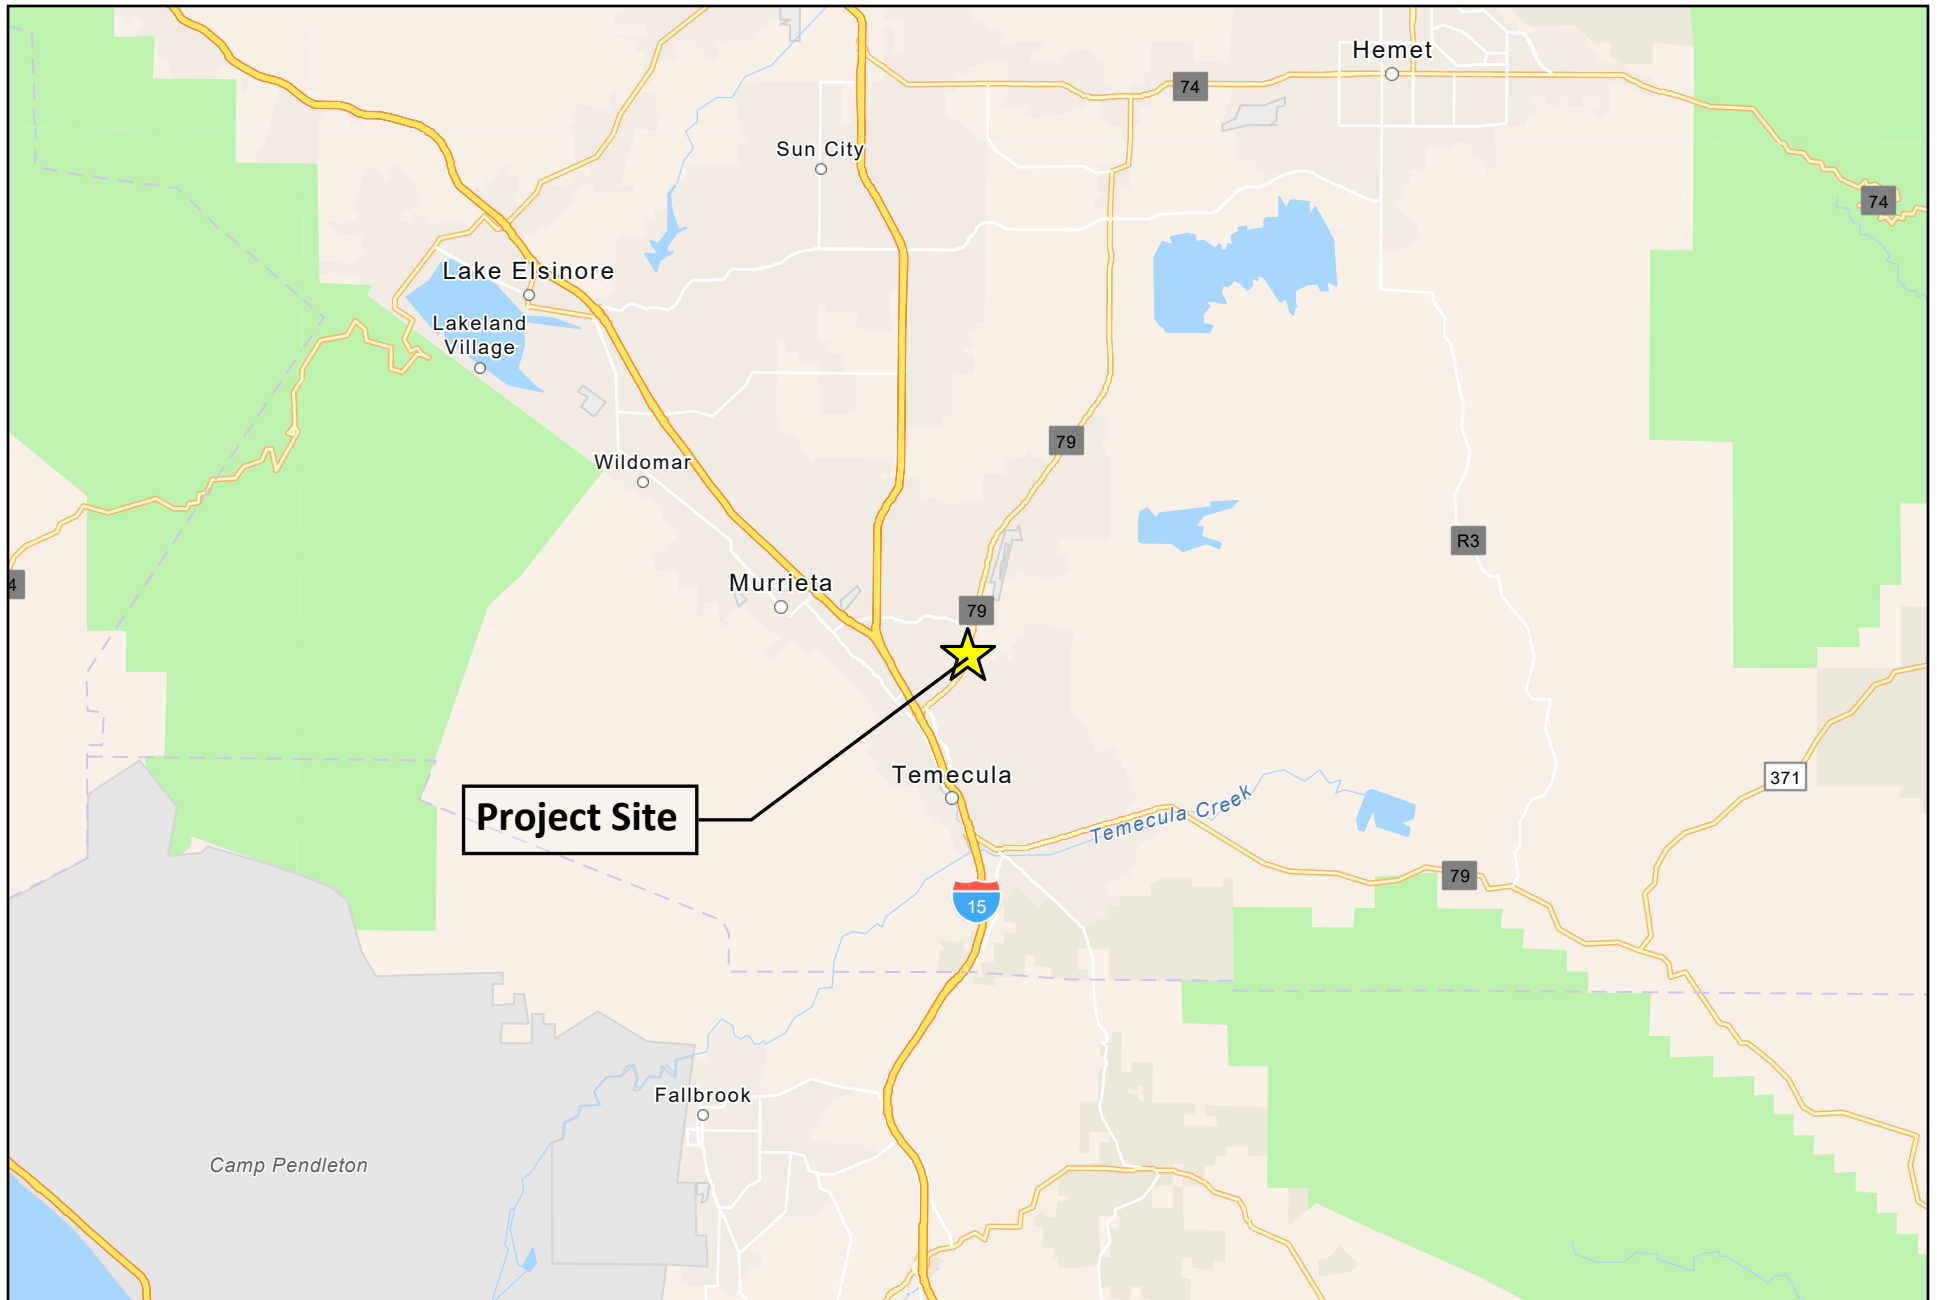 Hemet
74
Sun City
74
Lake Elsinore
Lakeland
Village
79
Wildomar
R3
4
Murrieta
79
Temecula
371
Project Site
Temecula Creek
79
15
Fallbrook
Camp Pendleton